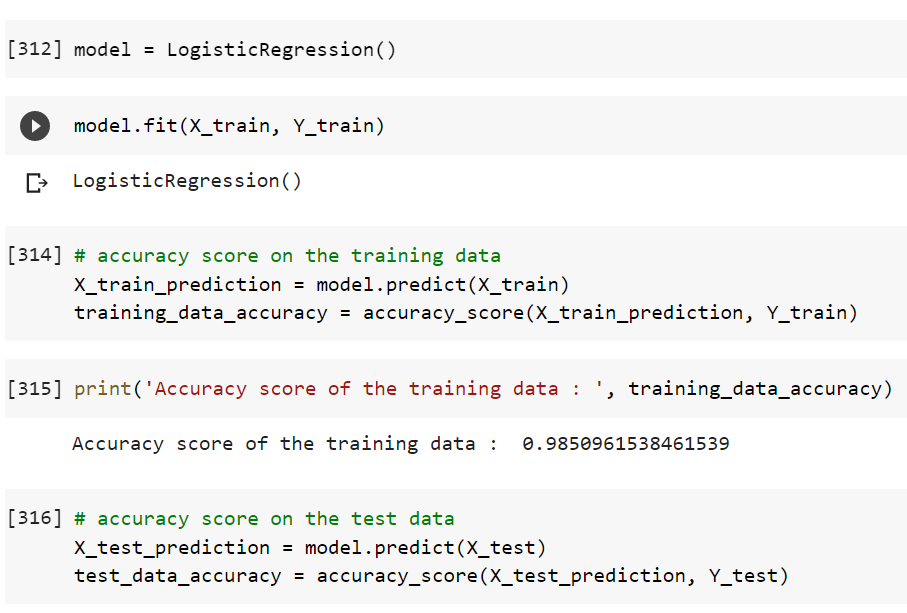 [312] model = LogisticRegression()
model.fit(X_train, Y_train)
LogisticRegression()
[314] # accuracy score on the training data
X_train_prediction = model.predict(X_train)
training_data_accuracy = accuracy_score(X_train_prediction, Y_train)
[315] print('Accuracy score of the training data : ', training_data_accuracy)
Accuracy score of the training data :  0.9850961538461539
[316] # accuracy score on the test data
X_test_prediction = model.predict(X_test)
test_data_accuracy = accuracy_score(X_test_prediction, Y_test)